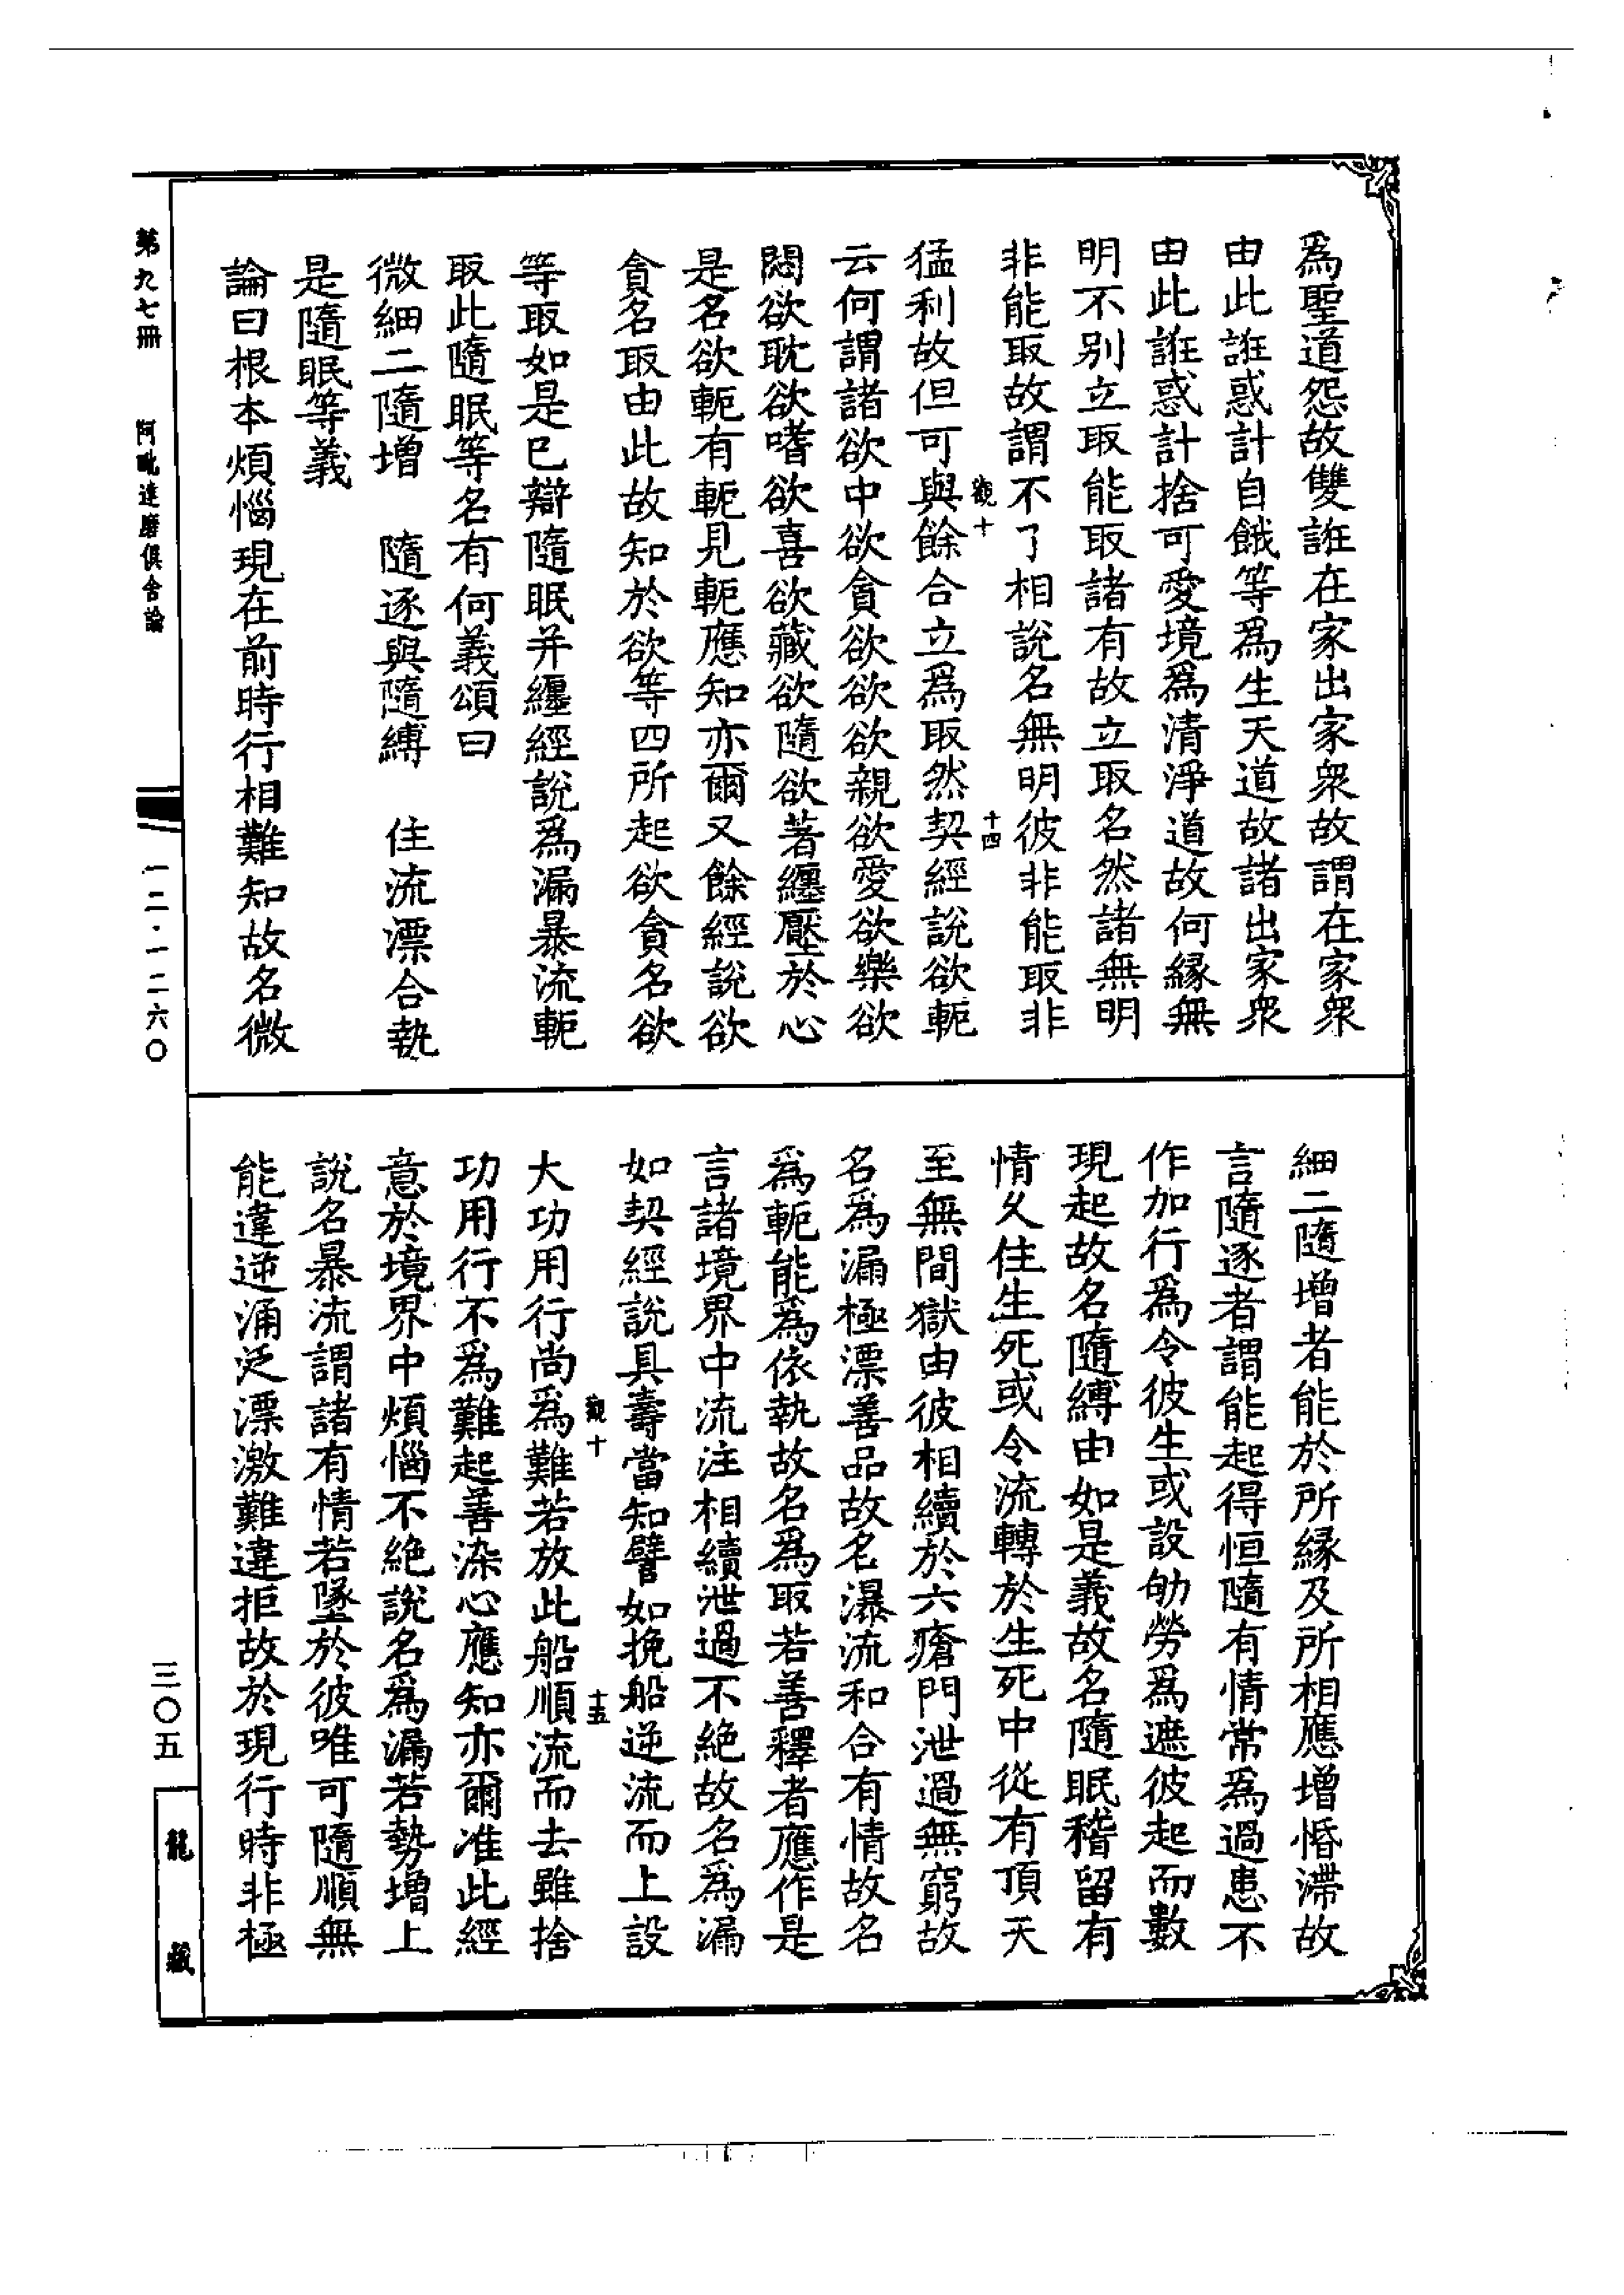 爲聖道怨故雙誑在家出家衆故謂在家衆
由此誑惑計自餓等爲生天道故諸出家衆
由此誑惑計捨可愛境爲清淨道故何緣無
明不別立取能取諸有故立取名然諸無明
非能取故謂不了相說名無明彼非能取非
觀十
十四
猛利故但可與餘合立爲取然契經說欲軛
云何謂諸欲中欲貪欲欲欲親欲愛欲樂欲
悶欲耽欲嗜欲喜欲藏欲隨欲著纏壓於心
是名欲軛有軛見軛應知亦爾又餘經說欲
貪名取由此故知於欲等四所起欲貪名欲
等取如是已辯隨眠并纏經說爲漏暴流軛
取此隨眠等名有何義頌曰
微細二隨增　隨逐與隨縛　住流漂合執
是隨眠等義
論曰根本煩惱現在前時行相難知故名微
細二隨增者能於所緣及所相應增惛滯故
言隨逐者謂能起得恒隨有情常爲過患不
作加行爲令彼生或設劬勞爲遮彼起而數
現起故名隨縛由如是義故名隨眠稽留有
情久住生死或令流轉於生死中從有頂天
至無間獄由彼相續於六瘡門泄過無窮故
名爲漏極漂善品故名瀑流和合有情故名
爲軛能爲依執故名爲取若善釋者應作是
言諸境界中流注相續泄過不絕故名爲漏
如契經說具壽當知譬如挽船逆流而上設
觀十
十五
大功用行尚爲難若放此船順流而去雖捨
功用行不爲難起善染心應知亦爾准此經
意於境界中煩惱不絕說名爲漏若勢增上
說名暴流謂諸有情若墜於彼唯可隨順無
能違逆涌泛漂激難違拒故於現行時非極
第九七冊　阿毗達磨俱舍論
一二·一二六〇
三〇五
龍藏